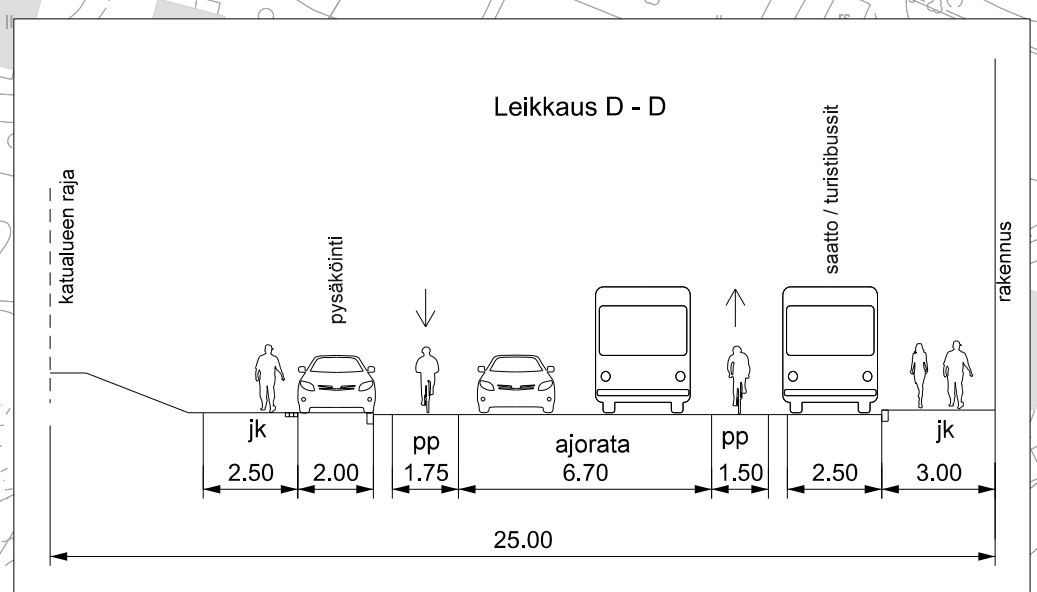 Leikkaus D - D
katualueen raja
pysäköinti
saatto / turistibussit
rakennus
jk
pp
ajorata
pp
jk
2.50
2.00
1.75
6.70
1.50
2.50
3.00
25.00